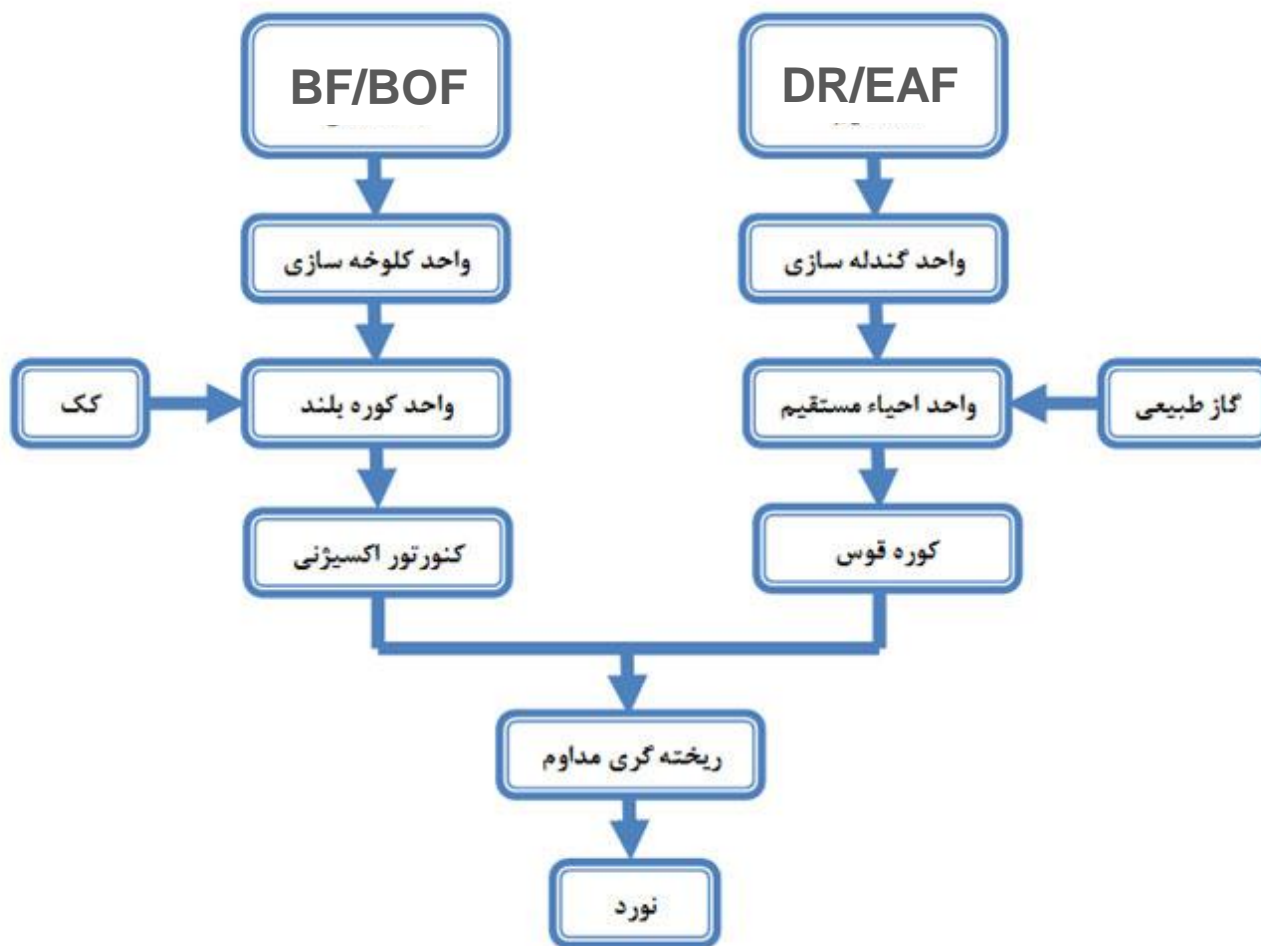 BF/BOF
DR/EAF
واحد کلوخه سازی
واحد گندله سازی
کک
واحد کوره بلند
واحد احیاء مستقیم
گاز طبیعی
کنورتور اکسیژنی
کوره قوس
ریخته گری مداوم
نورد